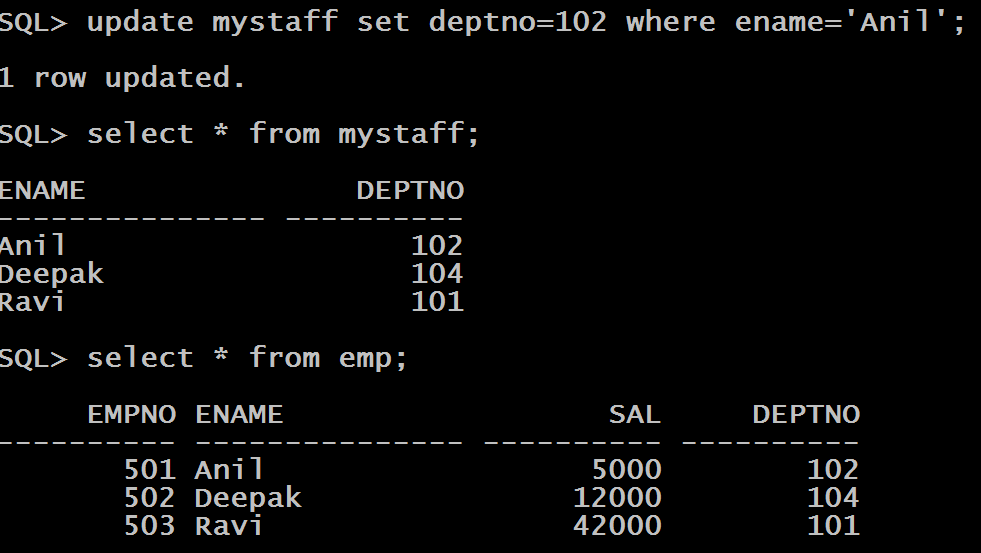 SQL> update mystaff set deptno=102 where ename='Anil';
1 row updated.
SQL> select * from mystaff;
ENAME                    DEPTNO
--------------- ----------
Anil                        102
Deepak                      104
Ravi                        101
SQL> select * from emp;
     EMPNO ENAME                  SAL     DEPTNO
---------- --------------- ---------- ----------
       501 Anil                  5000        102
       502 Deepak               12000        104
       503 Ravi                 42000        101